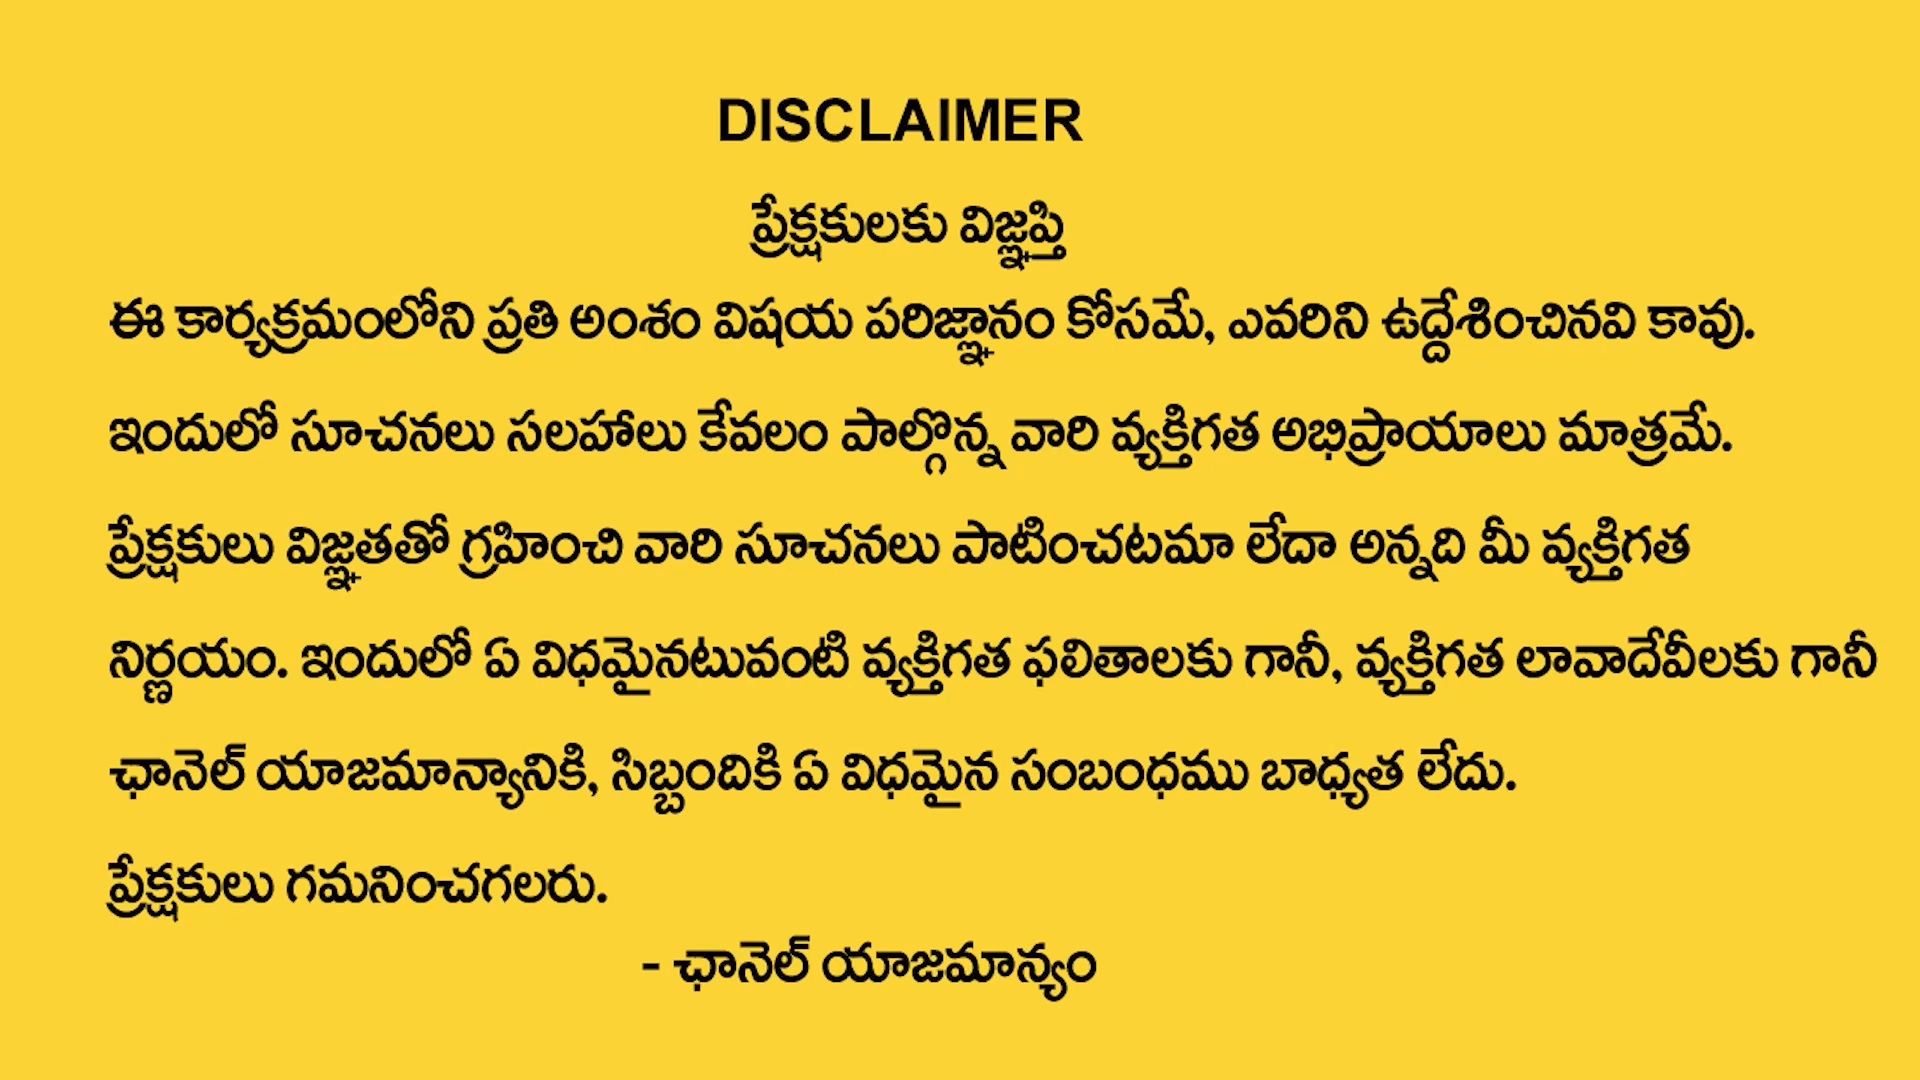 DISCLAIMER
ప్రేక్షకులకు విజ్ఞప్తి
ఈ కార్యక్రమంలోని ప్రతి అంశం విషయ పరిజ్ఞానం కోసమే, ఎవరిని ఉద్దేశించినవి కావు.
ఇందులో సూచనలు సలహాలు కేవలం పాల్గొన్న వారి వ్యక్తిగత అభిప్రాయాలు మాత్రమే.
ప్రేక్షకులు విజ్ఞతతో గ్రహించి వారి సూచనలు పాటించటమా లేదా అన్నది మీ వ్యక్తిగత
నిర్ణయం. ఇందులో ఏ విధమైనటువంటి వ్యక్తిగత ఫలితాలకు గానీ, వ్యక్తిగత లావాదేవీలకు గానీ
ఛానెల్ యాజమాన్యానికి, సిబ్బందికి ఏ విధమైన సంబంధము బాధ్యత లేదు.
ప్రేక్షకులు గమనించగలరు.
- ఛానెల్ యాజమాన్యం